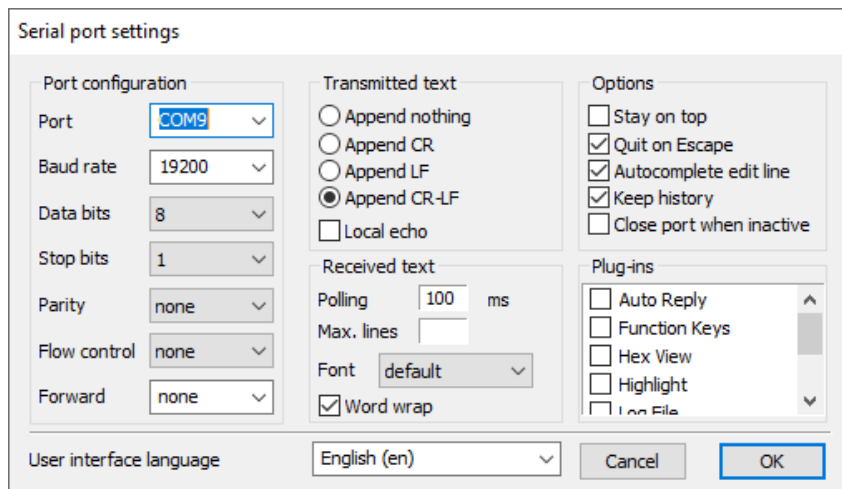 Serial port settings
Port configuration
Port COM9
Baud rate 19200
Data bits 8
Stop bits 1
Parity none
Flow control none
Forward none
Transmitted text
Append nothing
Append CR
Append LF
Append CR-LF
Local echo
Received text
Polling 100 ms
Max. lines
Font default
Word wrap
Options
Stay on top
Quit on Escape
Autocomplete edit line
Keep history
Close port when inactive
Plug-ins
Auto Reply
Function Keys
Hex View
Highlight
Log File
User interface language English (en) Cancel OK